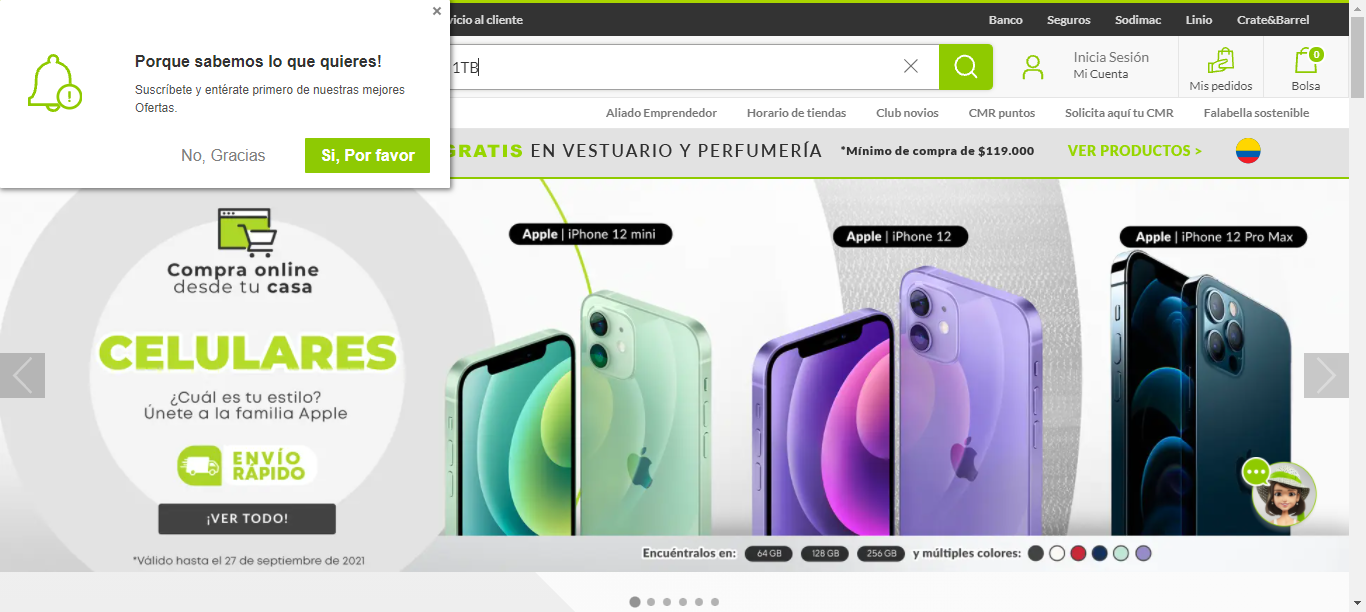 vicio al cliente
Banco
Seguros
Sodimac
Linio
Crate&Barrel
Porque sabemos lo que quieres!
Suscríbete y entérate primero de nuestras mejores
Ofertas.
No, Gracias
Si, Por favor
1TB
Inicia Sesión
Mi Cuenta
Mis pedidos
0
Bolsa
Aliado Emprendedor
Horario de tiendas
Club novios
CMR puntos
Solicita aquí tu CMR
Falabella sostenible
GRATIS EN VESTUARIO Y PERFUMERÍA
*Mínimo de compra de $119.000
VER PRODUCTOS >
Compra online
desde tu casa
CELULARES
¿Cuál es tu estilo?
Únete a la familia Apple
ENVÍO
RÁPIDO
¡VER TODO!
*Válido hasta el 27 de septiembre de 2021
Apple | iPhone 12 mini
Apple | iPhone 12
Apple | iPhone 12 Pro Max
Encuéntralos en: 64 GB 128 GB 256 GB y múltiples colores: